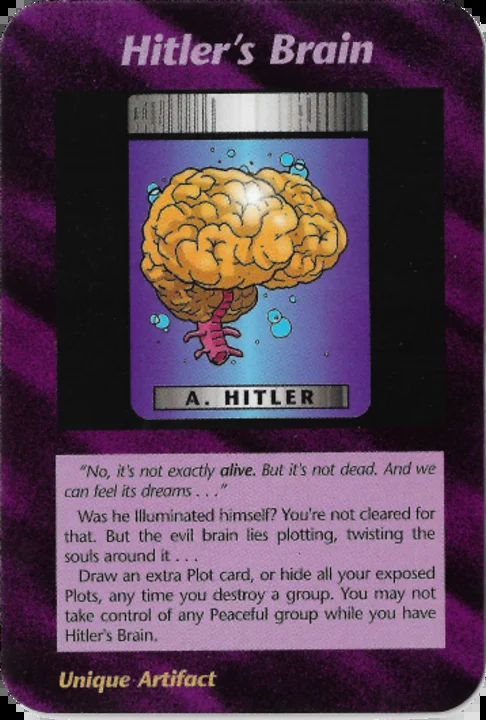 Hitler's Brain
A. HITLER
"No, it's not exactly alive. But it's not dead. And we
can feel its dreams . . ."
Was he Illuminated himself? You're not cleared for
that. But the evil brain lies plotting, twisting the
souls around it . . .
Draw an extra Plot card, or hide all your exposed
Plots, any time you destroy a group. You may not
take control of any Peaceful group while you have
Hitler's Brain.
Unique Artifact